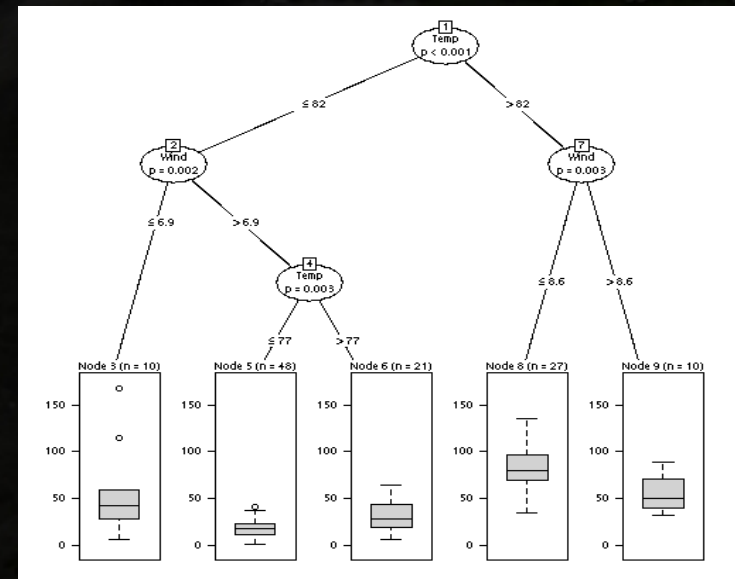 1
Temp
p < 0.001
≤ 82
> 82
2
Wind
p = 0.002
7
Wind
p = 0.003
≤ 6.9
> 6.9
4
Temp
p = 0.003
≤ 8.6
> 8.6
≤ 77
> 77
Node 3 (n = 10)
Node 5 (n = 48)
Node 6 (n = 21)
Node 8 (n = 27)
Node 9 (n = 10)
150 150 150 150 150
100 100 100 100 100
50 50 50 50 50
0 0 0 0 0